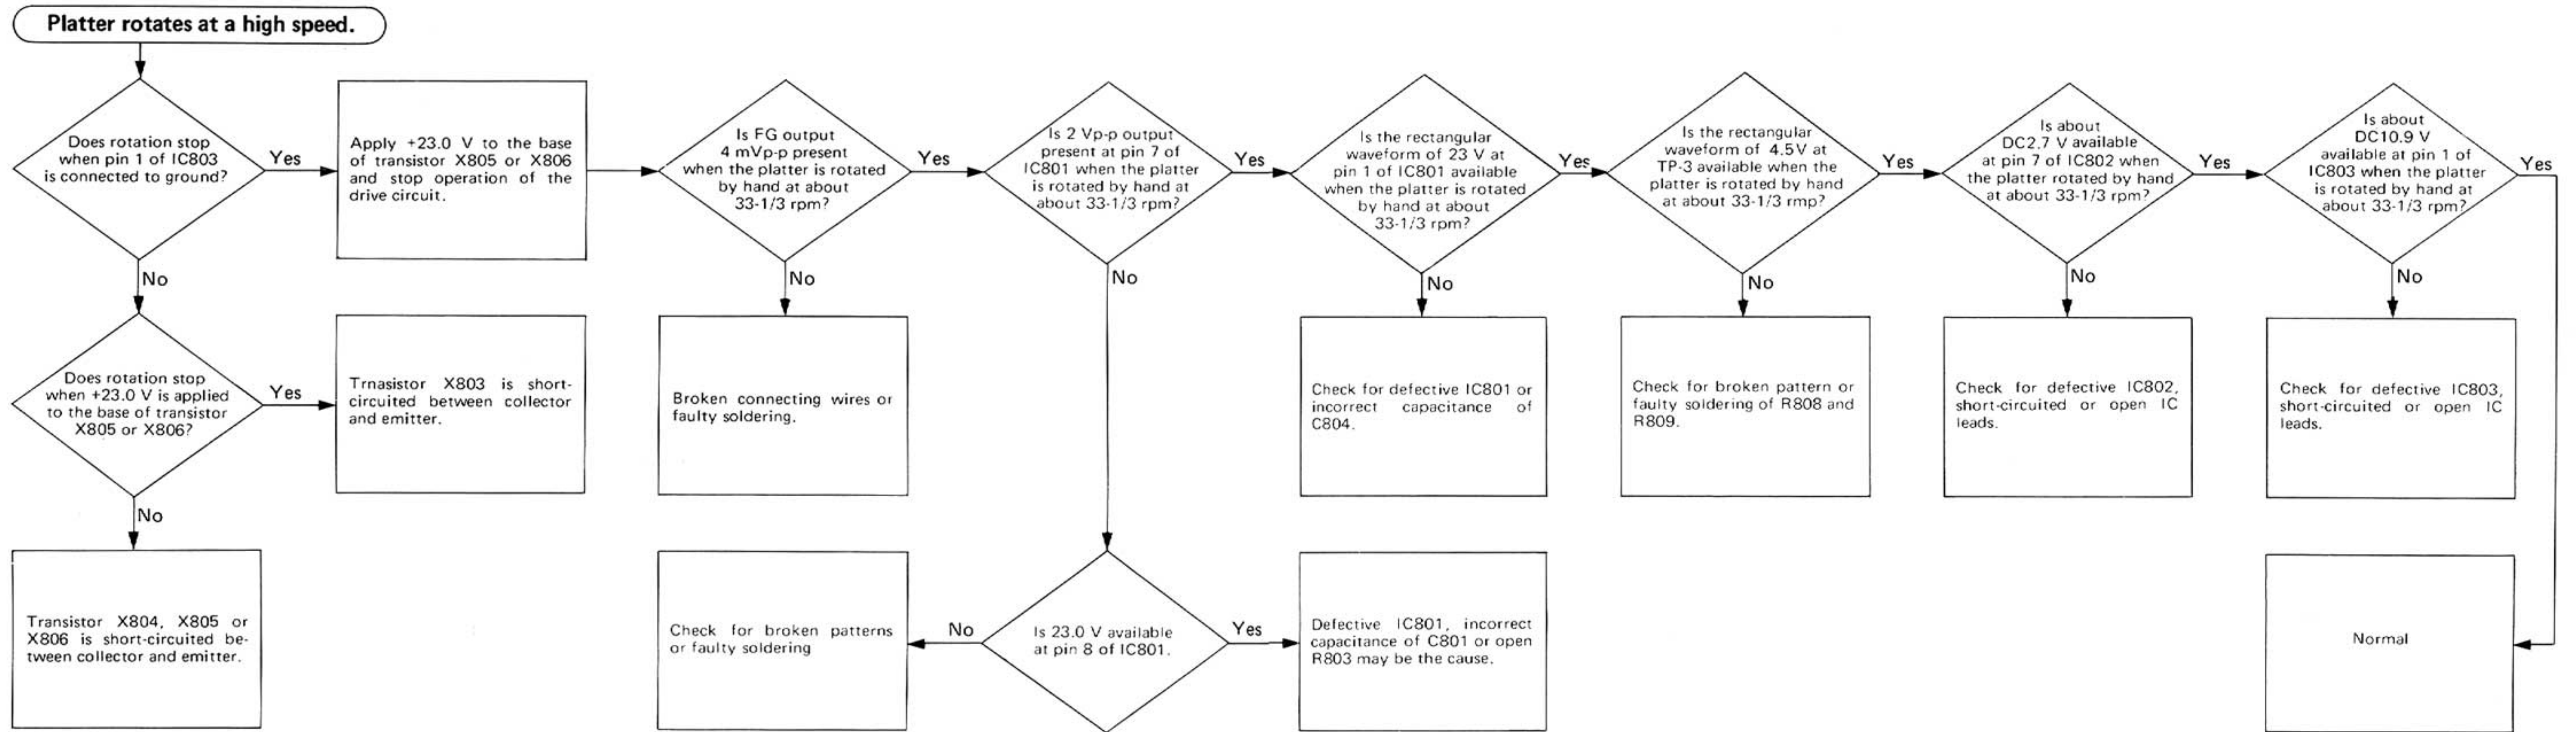 Platter rotates at a high speed.
Does rotation stop
when pin 1 of IC803
is connected to ground?
Yes
No
Apply +23.0 V to the base
of transistor X805 or X806
and stop operation of the
drive circuit.
Is FG output
4 mVp-p present
when the platter is rotated
by hand at about
33-1/3 rpm?
Yes
No
Is 2 Vp-p output
present at pin 7 of
IC801 when the platter
is rotated by hand at
about 33-1/3 rpm?
Yes
No
Is the rectangular
waveform of 23 V at
pin 1 of IC801 available
when the platter is rotated
by hand at about
33-1/3 rpm?
Yes
No
Is the rectangular
waveform of 4.5V at
TP-3 available when the
platter is rotated by hand
at about 33-1/3 rmp?
Yes
No
Is about
DC2.7 V available
at pin 7 of IC802 when
the platter rotated by hand
at about 33-1/3 rpm?
Yes
No
Is about
DC10.9 V
available at pin 1 of
IC803 when the platter
is rotated by hand at
about 33-1/3 rpm?
Yes
No
Does rotation stop
when +23.0 V is applied
to the base of transistor
X805 or X806?
Yes
No
Trnasistor X803 is short-
circuited between collector
and emitter.
Broken connecting wires or
faulty soldering.
Check for defective IC801 or
incorrect capacitance of
C804.
Check for broken pattern or
faulty soldering of R808 and
R809.
Check for defective IC802,
short-circuited or open IC
leads.
Check for defective IC803,
short-circuited or open IC
leads.
Transistor X804, X805 or
X806 is short-circuited be-
tween collector and emitter.
Check for broken patterns
or faulty soldering
No
Is 23.0 V available
at pin 8 of IC801.
Yes
Defective IC801, incorrect
capacitance of C801 or open
R803 may be the cause.
Normal